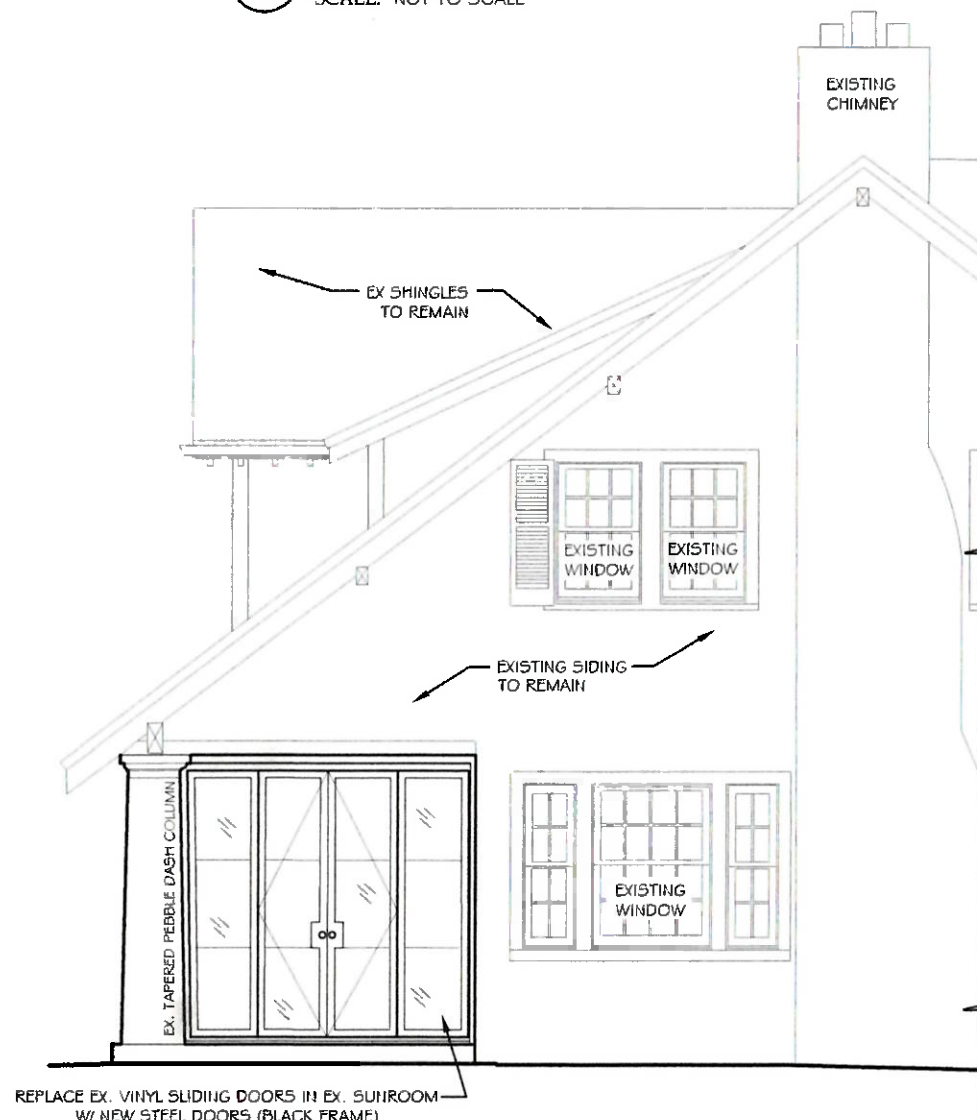 SCALE: NOT TO SCALE
EXISTING
CHIMNEY
EX SHINGLES
TO REMAIN
EXISTING
WINDOW
EXISTING
WINDOW
EXISTING SIDING
TO REMAIN
EX. TAPERED PEBBLE DASH COLUMN
EXISTING
WINDOW
REPLACE EX. VINYL SLIDING DOORS IN EX. SUNROOM
W/ NEW STEEL DOORS (BLACK FRAME)